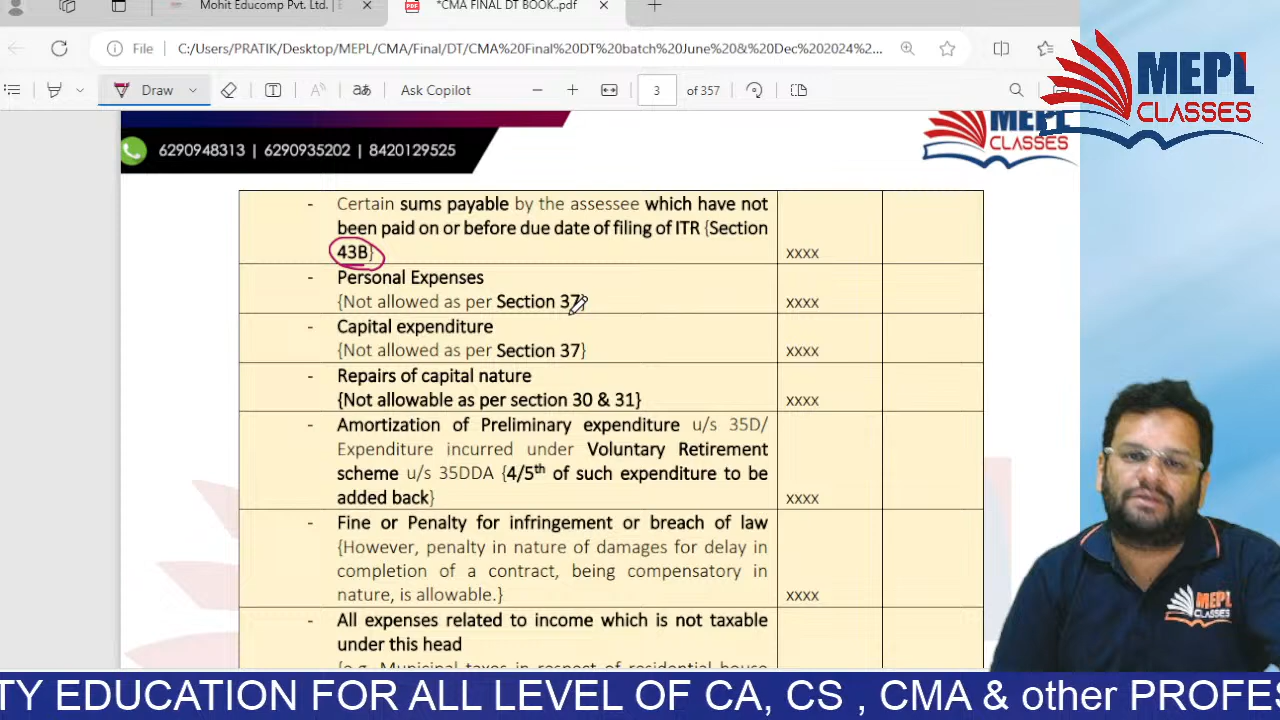 Mohit Educomp Pvt. Ltd. | E
*CMA FINAL DT BOOK..pdf
File
C:/Users/PRATIK/Desktop/MEPL/CMA/Final/DT/CMA%20Final%20DT%20batch%20June%20&%20Dec%202024%2...
Draw
Ask Copilot
3
of 357
MEPL
CLASSES
MEPL
CLASSES
6290948313 | 6290935202 | 8420129525
- Certain sums payable by the assessee which have not
been paid on or before due date of filing of ITR {Section
43B}
xxxx
- Personal Expenses
{Not allowed as per Section 37}
xxxx
- Capital expenditure
{Not allowed as per Section 37}
xxxx
- Repairs of capital nature
{Not allowable as per section 30 & 31}
xxxx
- Amortization of Preliminary expenditure u/s 35D/
Expenditure incurred under Voluntary Retirement
scheme u/s 35DDA {4/5th of such expenditure to be
added back}
xxxx
- Fine or Penalty for infringement or breach of law
{However, penalty in nature of damages for delay in
completion of a contract, being compensatory in
nature, is allowable.}
xxxx
- All expenses related to income which is not taxable
under this head
{e.g. Municipal taxes in respect of residential house
MEPL
CLASSES
TY EDUCATION FOR ALL LEVEL OF CA, CS , CMA & other PROFES